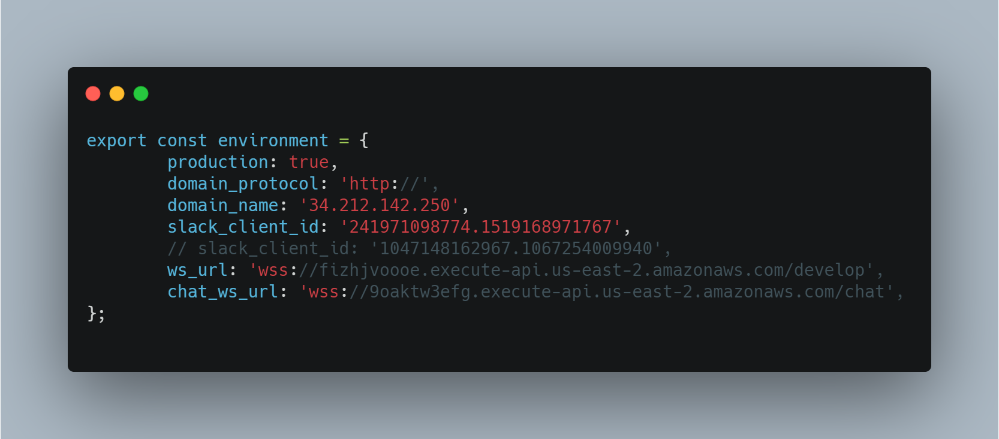 export const environment = {
        production: true,
        domain_protocol: 'http://',
        domain_name: '34.212.142.250',
        slack_client_id: '241971098774.1519168971767',
        // slack_client_id: '1047148162967.1067254009940',
        ws_url: 'wss://fizhjvoooe.execute-api.us-east-2.amazonaws.com/develop',
        chat_ws_url: 'wss://9oaktw3efg.execute-api.us-east-2.amazonaws.com/chat',
};